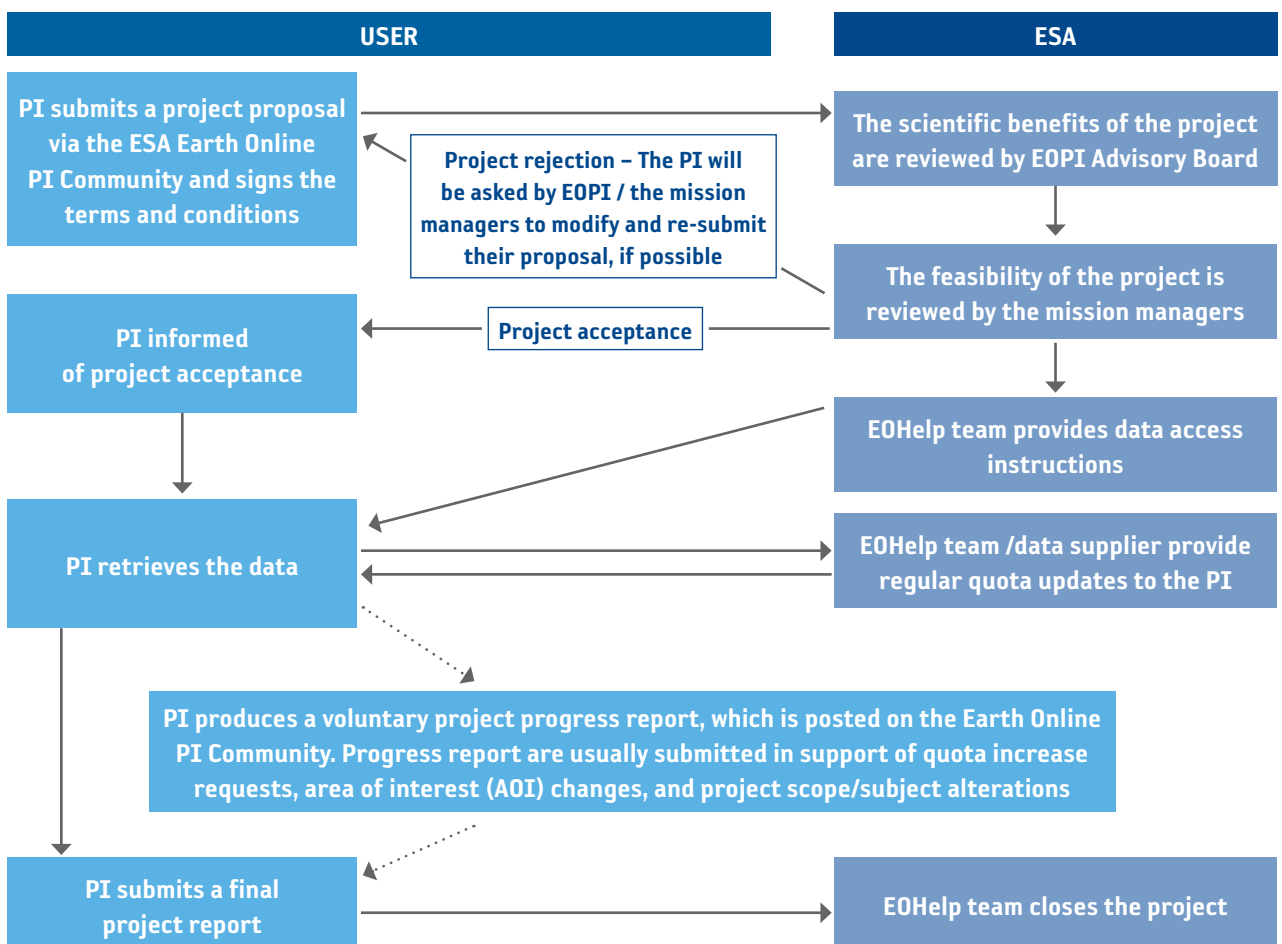 USER
ESA
PI submits a project proposal
via the ESA Earth Online
PI Community and signs the
terms and conditions
The scientific benefits of the project
are reviewed by EOPI Advisory Board
Project rejection – The PI will
be asked by EOPI / the mission
managers to modify and re-submit
their proposal, if possible
The feasibility of the project is
reviewed by the mission managers
Project acceptance
PI informed
of project acceptance
EOHelp team provides data access
instructions
PI retrieves the data
EOHelp team /data supplier provide
regular quota updates to the PI
PI produces a voluntary project progress report, which is posted on the Earth Online
PI Community. Progress report are usually submitted in support of quota increase
requests, area of interest (AOI) changes, and project scope/subject alterations
PI submits a final
project report
EOHelp team closes the project